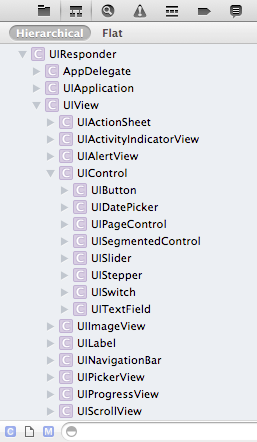 Hierarchical Flat
C UIResponder
C AppDelegate
C UIApplication
C UIView
C UIActionSheet
C UIActivityIndicatorView
C UIAlertView
C UIControl
C UIButton
C UIDatePicker
C UIPageControl
C UISegmentedControl
C UISlider
C UIStepper
C UISwitch
C UITextField
C UIImageView
C UILabel
C UINavigationBar
C UIPickerView
C UIProgressView
C UIScrollView
C M